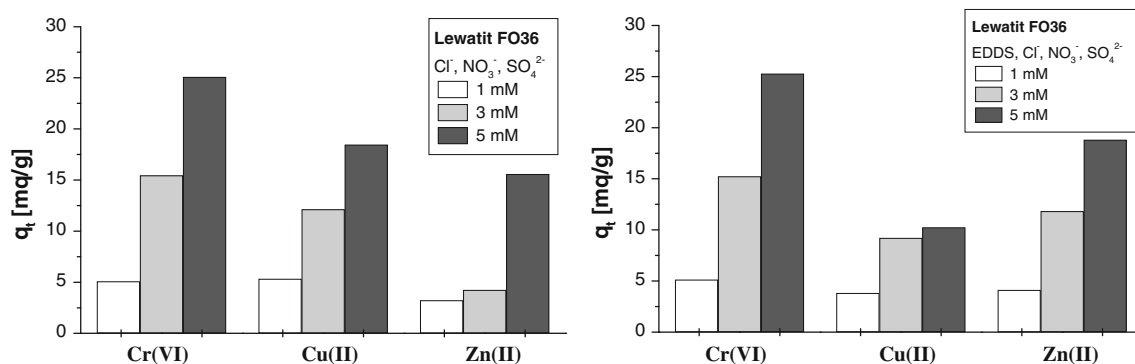 30
25
20
15
10
5
0
q_t [mq/g]
Lewatit FO36
Cl⁻, NO₃⁻, SO₄²⁻
1 mM
3 mM
5 mM
Cr(VI) Cu(II) Zn(II)
30
25
20
15
10
5
0
q_t [mq/g]
Lewatit FO36
EDDS, Cl⁻, NO₃⁻, SO₄²⁻
1 mM
3 mM
5 mM
Cr(VI) Cu(II) Zn(II)